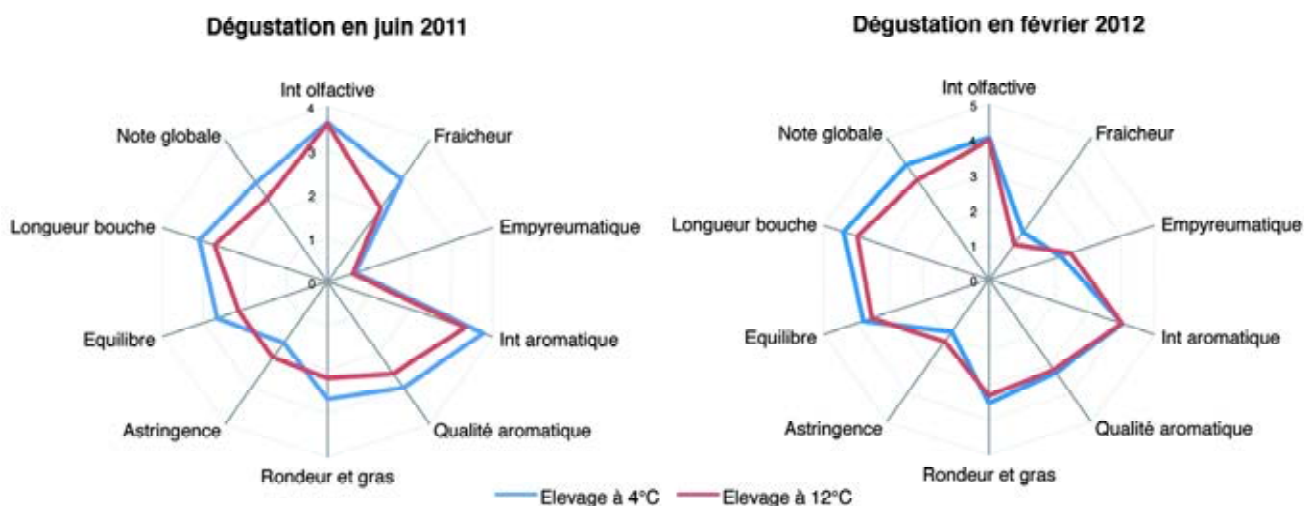 Dégustation en juin 2011
Int olfactive
4
3
2
1
0
Fraicheur
Empyreumatique
Int aromatique
Qualité aromatique
Rondeur et gras
Astringence
Equilibre
Longueur bouche
Note globale
Dégustation en février 2012
Int olfactive
5
4
3
2
1
0
Fraicheur
Empyreumatique
Int aromatique
Qualité aromatique
Rondeur et gras
Astringence
Equilibre
Longueur bouche
Note globale
Elevage à 4°C
Elevage à 12°C